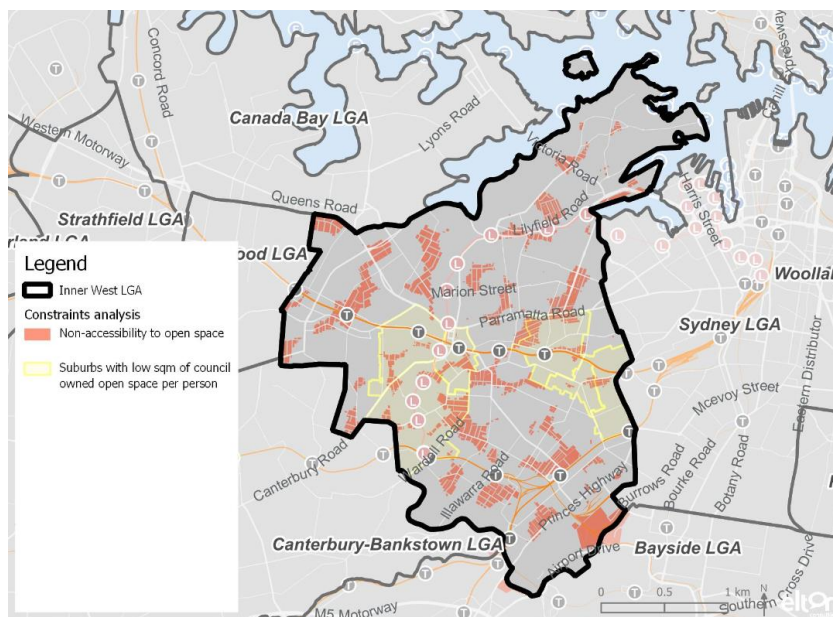 Concord Road
Western Motorway
Canada Bay LGA
Lyons Road
Victoria Road
Cahill Expressway
Queens Road
Strathfield LGA
Lilyfield Road
Harris Street
Woolla
rland LGA
ood LGA
Legend
Inner West LGA
Constraints analysis
Non-accessibility to open space
Suburbs with low sqm of council
owned open space per person
Marion Street
Parramatta Road
Sydney LGA
Mcevoy Street
Eastern Distributor
Canterbury Road
Wardell Road
Illawarra Road
Princes Highway
Burrows Road
Bourke Road
Botany Road
Canterbury-Bankstown LGA
Airport Drive
Bayside LGA
M5 Motorway
Southern Cross Drive
0 0.5 1 km
N
elton